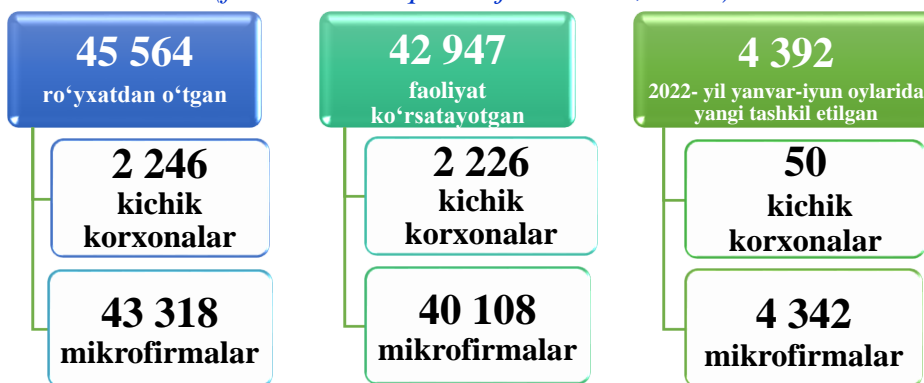 45 564
ro‘yxatdan o‘tgan
2 246
kichik
korxonalar
43 318
mikrofirmalar
42 947
faoliyat
ko‘rsatayotgan
2 226
kichik
korxonalar
40 108
mikrofirmalar
4 392
2022- yil yanvar-iyun oylarida
yangi tashkil etilgan
50
kichik
korxonalar
4 342
mikrofirmalar